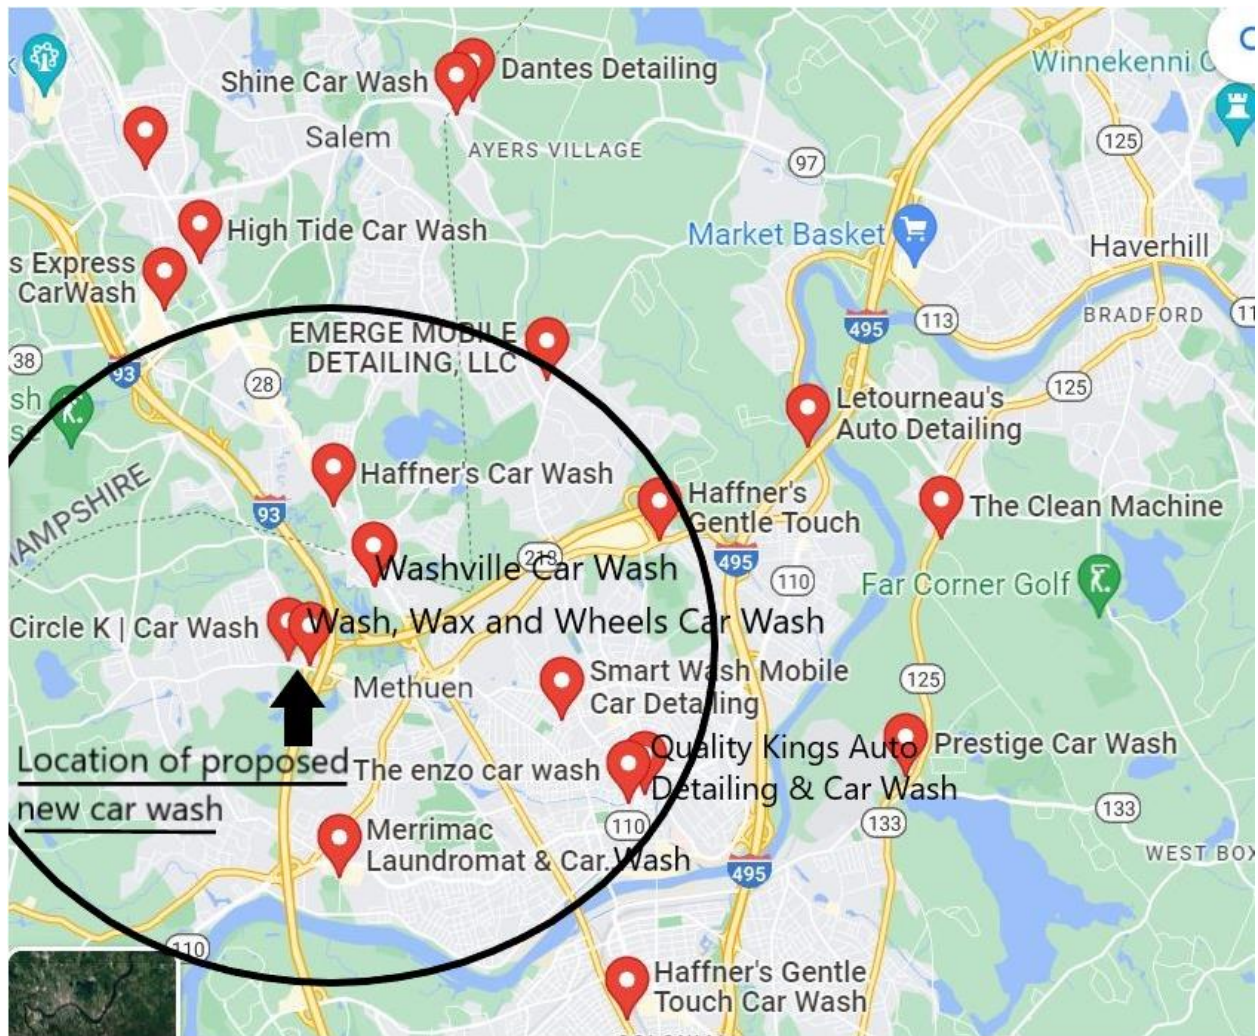 Winnekenni C
Shine Car Wash
Dantes Detailing
Salem
AYERS VILLAGE
125
97
High Tide Car Wash
Market Basket
Haverhill
s Express
CarWash
BRADFORD
495
113
11
EMERGE MOBILE
DETAILING, LLC
38
93
28
125
sh
se
Letourneau's
Auto Detailing
Haffner's Car Wash
Haffner's
Gentle Touch
The Clean Machine
HAMPSHIRE
93
213
495
110
Washville Car Wash
Far Corner Golf
Circle K | Car Wash
Wash, Wax and Wheels Car Wash
Methuen
Smart Wash Mobile
Car Detailing
125
Location of proposed
new car wash
The enzo car wash
Quality Kings Auto
Detailing & Car Wash
Prestige Car Wash
110
133
133
Merrimac
Laundromat & Car Wash
WEST BOX
495
110
Haffner's Gentle
Touch Car Wash